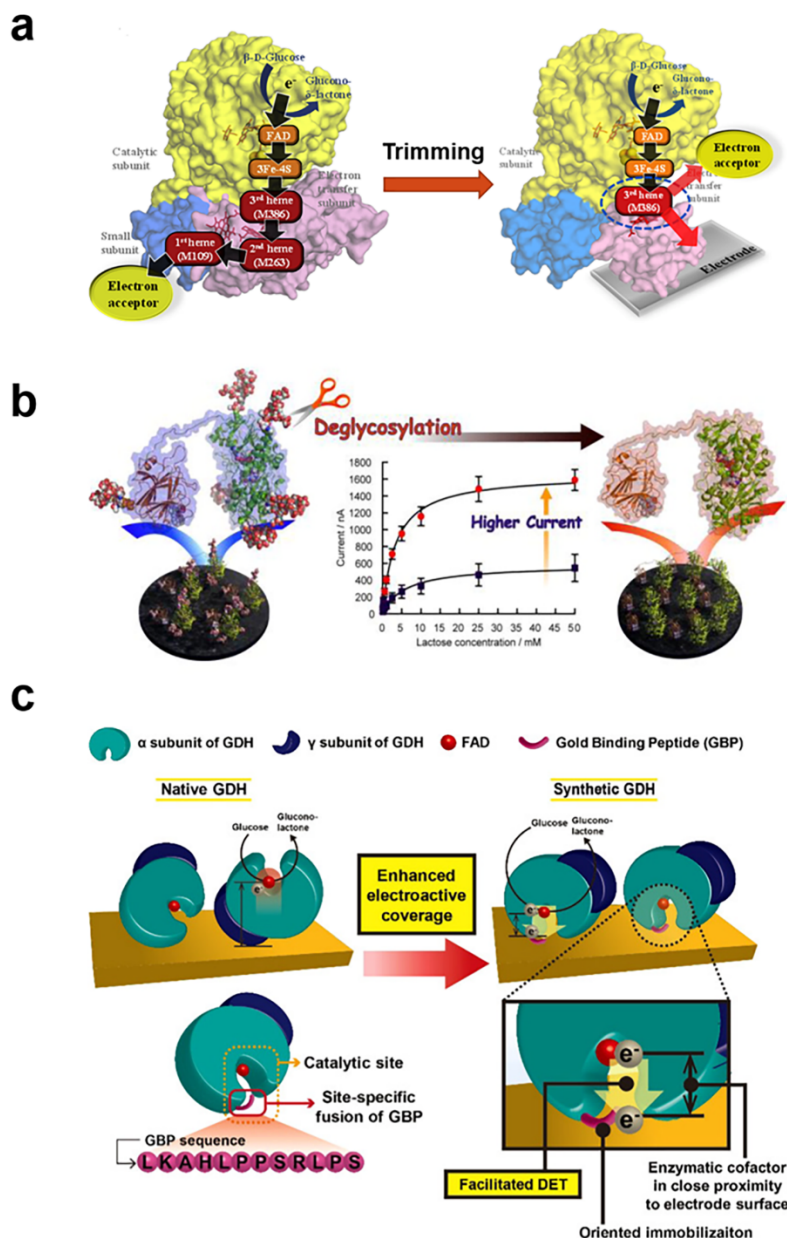 a
β-D-Glucose
Glucono-
δ-lactone
e-
FAD
Catalytic
subunit
3Fe-4S
Electron
transfer
subunit
3rd heme
(M386)
Small
subunit
1st heme
(M109)
2nd heme
(M263)
Electron
acceptor
Trimming
β-D-Glucose
Glucono-
δ-lactone
e-
FAD
Electron
acceptor
Catalytic
subunit
3Fe-4S
transfer
subunit
3rd heme
(M386)
Electrode
b
Deglycosylation
Higher Current
Current / nA
1800
1600
1400
1200
1000
800
600
400
200
0
0 5 10 15 20 25 30 35 40 45 50
Lactose concentration / mM
c
α subunit of GDH
γ subunit of GDH
FAD
Gold Binding Peptide (GBP)
Native GDH
Synthetic GDH
Glucose
Glucono-
lactone
e-
Enhanced
electroactive
coverage
Glucose
Glucono-
lactone
e-
e-
Catalytic site
Site-specific
fusion of GBP
GBP sequence
LKAHLPPSRLPS
e-
e-
Facilitated DET
Enzymatic cofactor
in close proximity
to electrode surface
Oriented immobilizaiton